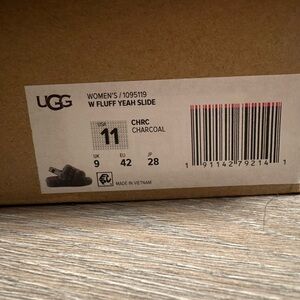 UGG
WOMEN'S / 1095119
W FLUFF YEAH SLIDE
USA
11
CHRC
CHARCOAL
UK EU JP
9 42 28
MADE IN VIETNAM
1 91142 79214 1